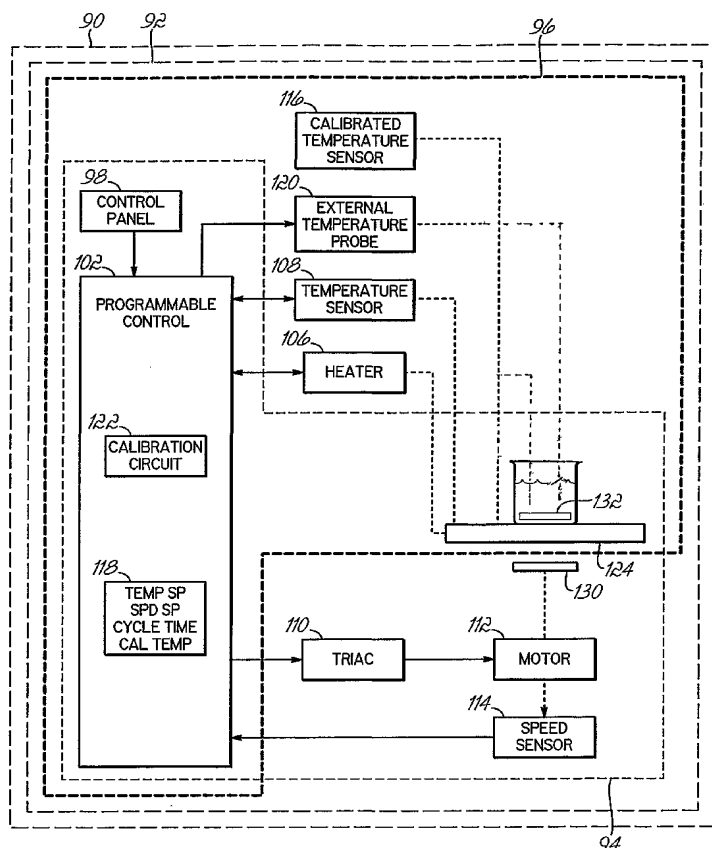 90
92
96
116
CALIBRATED
TEMPERATURE
SENSOR
98
CONTROL
PANEL
120
EXTERNAL
TEMPERATURE
PROBE
102
PROGRAMMABLE
CONTROL
108
TEMPERATURE
SENSOR
106
HEATER
122
CALIBRATION
CIRCUIT
132
124
130
118
TEMP SP
SPD SP
CYCLE TIME
CAL TEMP
110
TRIAC
112
MOTOR
114
SPEED
SENSOR
94